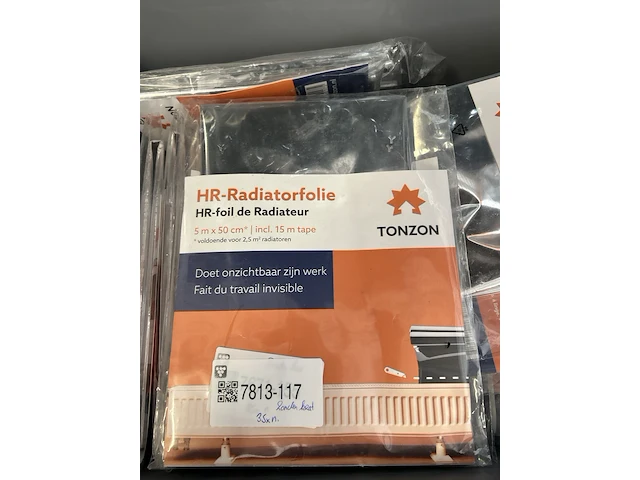 HR-Radiatorfolie
HR-foil de Radiateur
5 m x 50 cm* | incl. 15 m tape
* voldoende voor 2,5 m² radiatoren
TONZON
Doet onzichtbaar zijn werk
Fait du travail invisible
7813-117